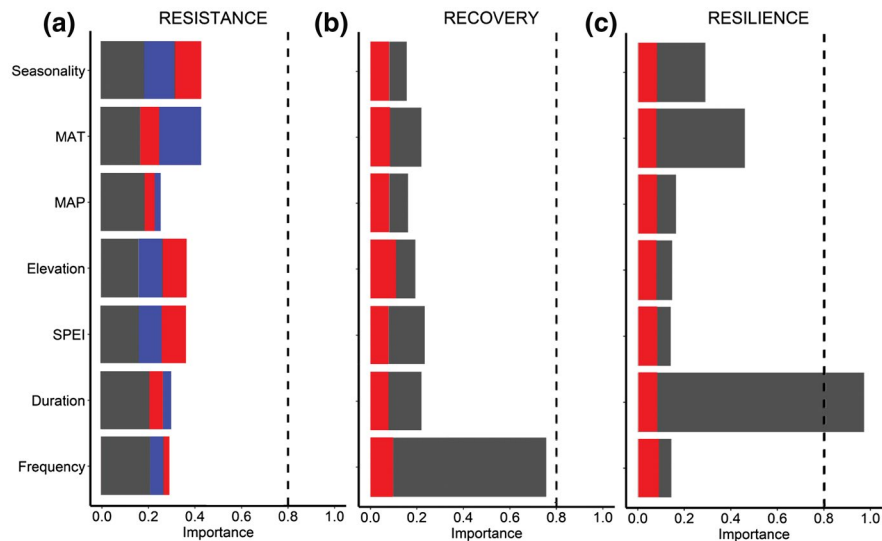 (a) RESISTANCE (b) RECOVERY (c) RESILIENCE
Seasonality
MAT
MAP
Elevation
SPEI
Duration
Frequency
0.0 0.2 0.4 0.6 0.8 1.0 0.0 0.2 0.4 0.6 0.8 1.0 0.0 0.2 0.4 0.6 0.8 1.0
Importance Importance Importance